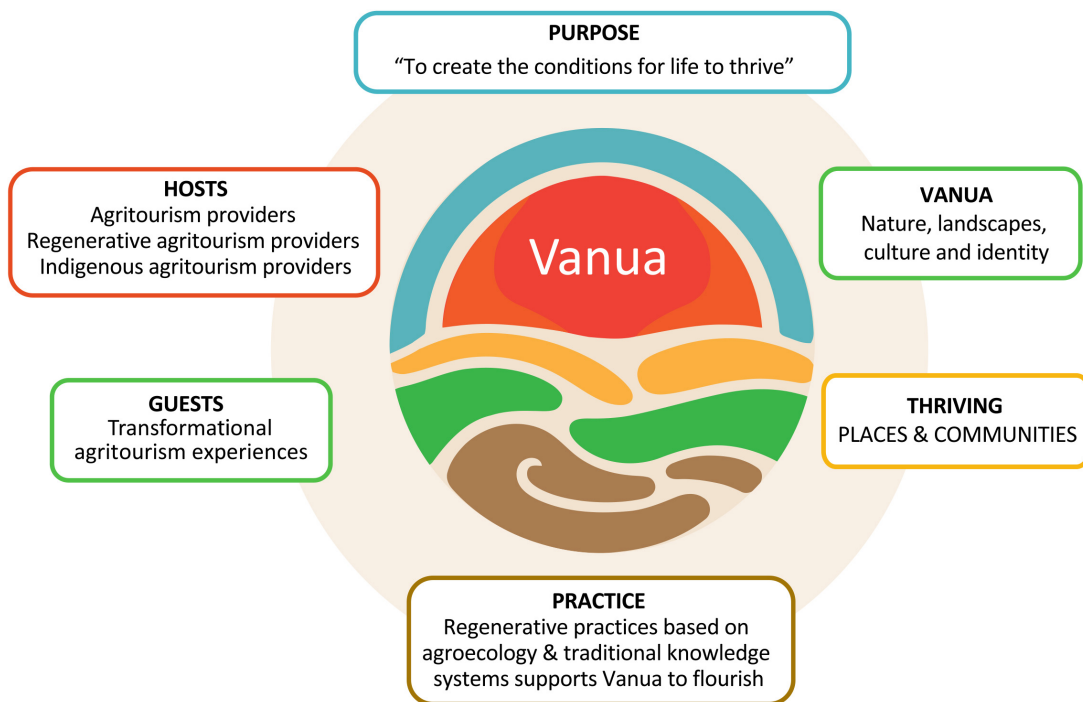 PURPOSE
“To create the conditions for life to thrive”
HOSTS
Agritourism providers
Regenerative agritourism providers
Indigenous agritourism providers
VANUA
Nature, landscapes,
culture and identity
Vanua
GUESTS
Transformational
agritourism experiences
THRIVING
PLACES & COMMUNITIES
PRACTICE
Regenerative practices based on
agroecology & traditional knowledge
systems supports Vanua to flourish